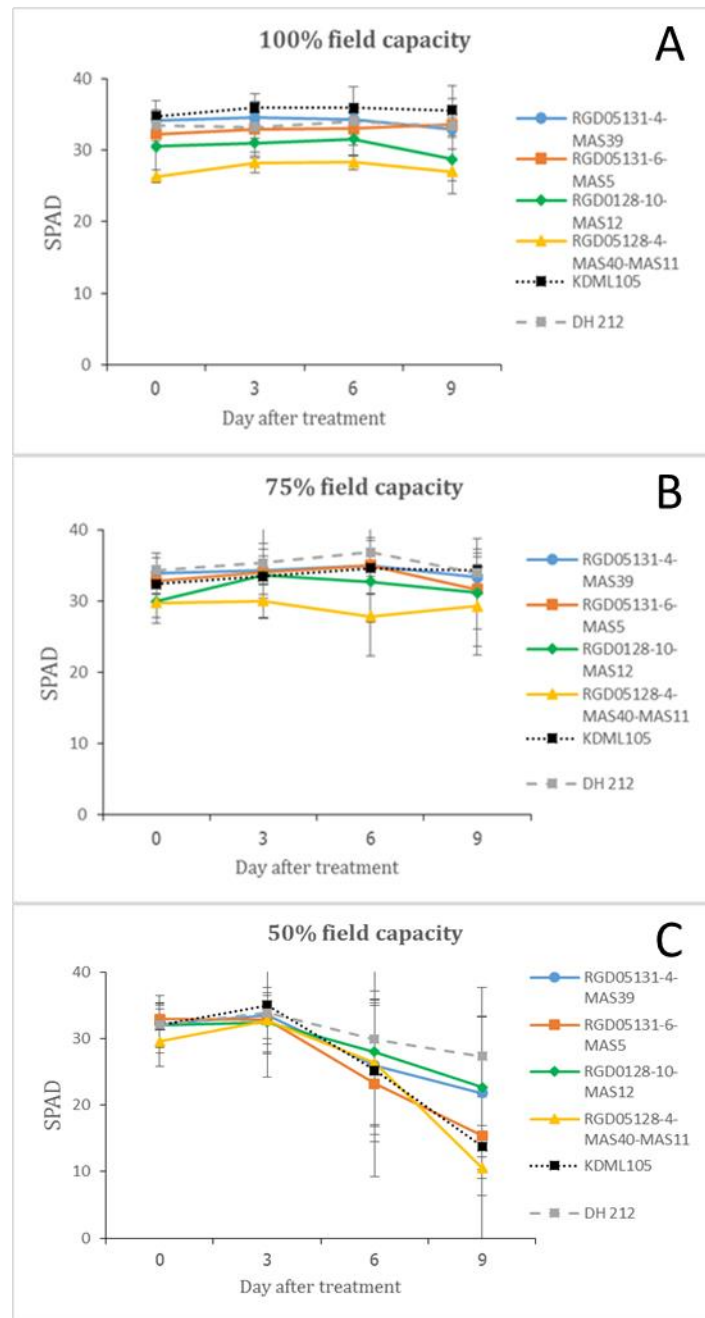 100% field capacity
A
40
30
20
10
0
SPAD
0 3 6 9
Day after treatment
RGD05131-4-
MAS39
RGD05131-6-
MAS5
RGD0128-10-
MAS12
RGD05128-4-
MAS40-MAS11
KDML105
DH 212
75% field capacity
B
40
30
20
10
0
SPAD
0 3 6 9
Day after treatment
RGD05131-4-
MAS39
RGD05131-6-
MAS5
RGD0128-10-
MAS12
RGD05128-4-
MAS40-MAS11
KDML105
DH 212
50% field capacity
C
40
30
20
10
0
SPAD
0 3 6 9
Day after treatment
RGD05131-4-
MAS39
RGD05131-6-
MAS5
RGD0128-10-
MAS12
RGD05128-4-
MAS40-MAS11
KDML105
DH 212